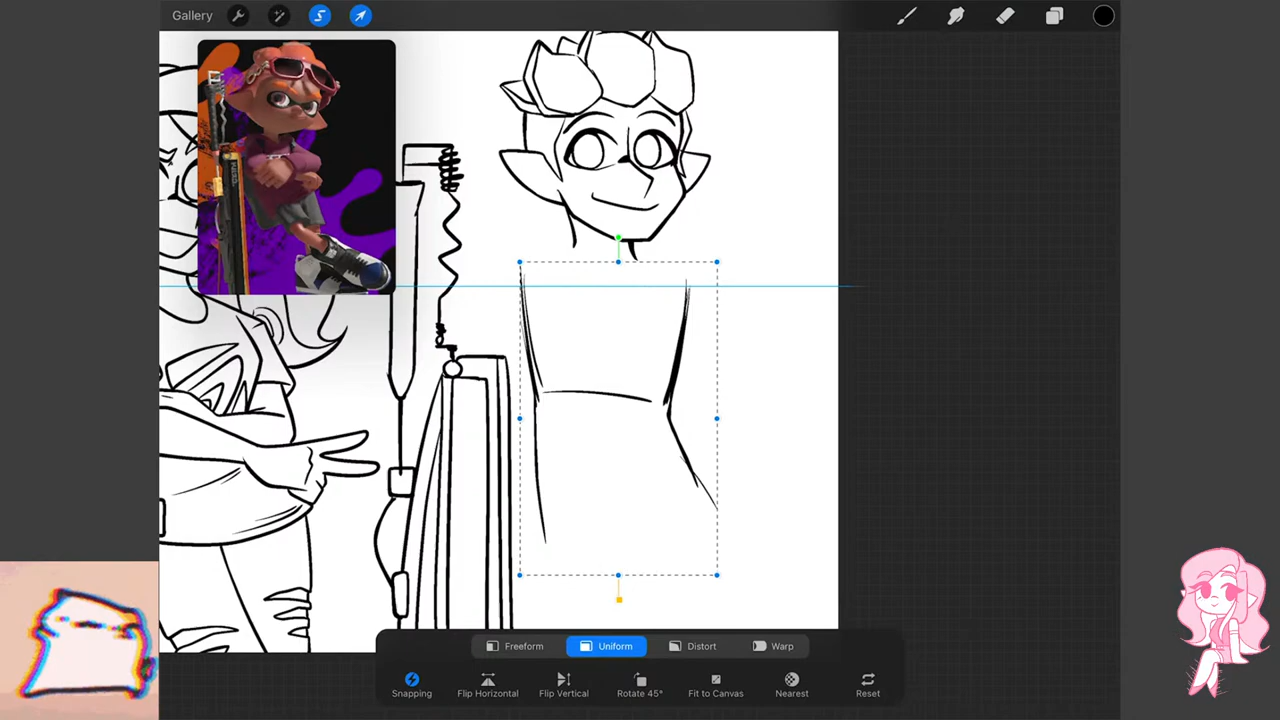 Gallery
Freeform Uniform Distort Warp
Snapping Flip Horizontal Flip Vertical Rotate 45° Fit to Canvas Nearest Reset